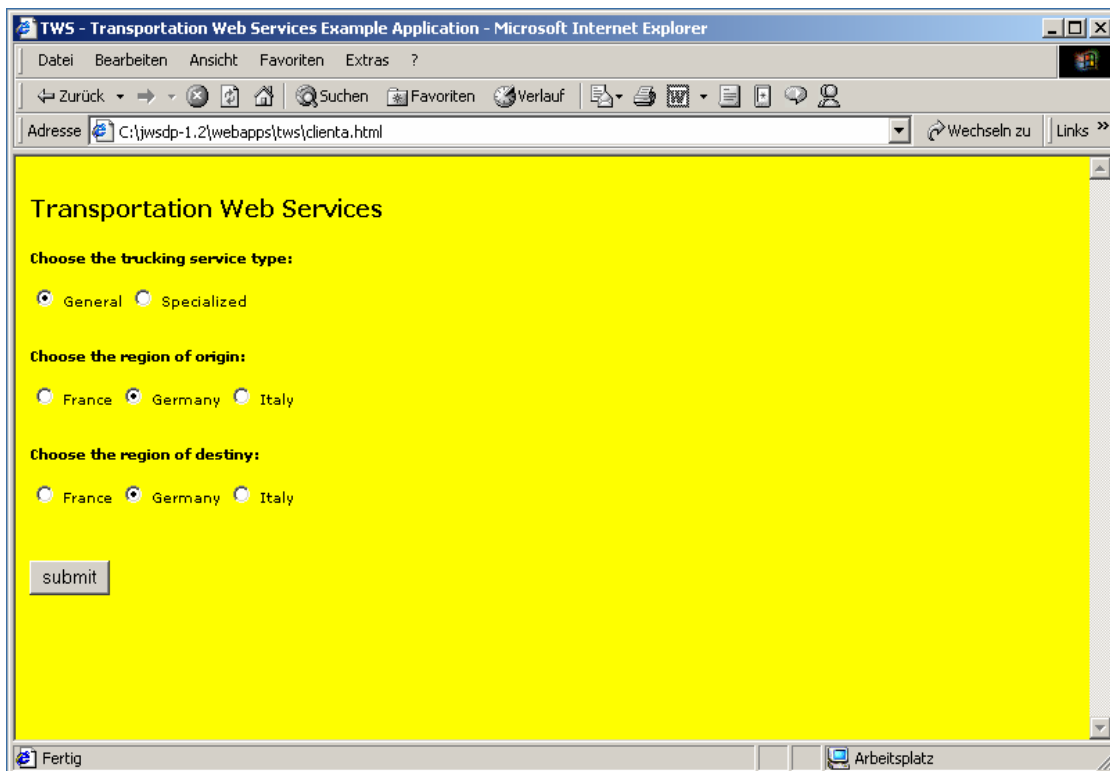 TWS - Transportation Web Services Example Application - Microsoft Internet Explorer
Datei Bearbeiten Ansicht Favoriten Extras ?
Zurück Suchen Favoriten Verlauf
Adresse C:\jwsdp-1.2\webapps\tws\clienta.html Wechseln zu Links »
Transportation Web Services
Choose the trucking service type:
General Specialized
Choose the region of origin:
France Germany Italy
Choose the region of destiny:
France Germany Italy
submit
Fertig Arbeitsplatz